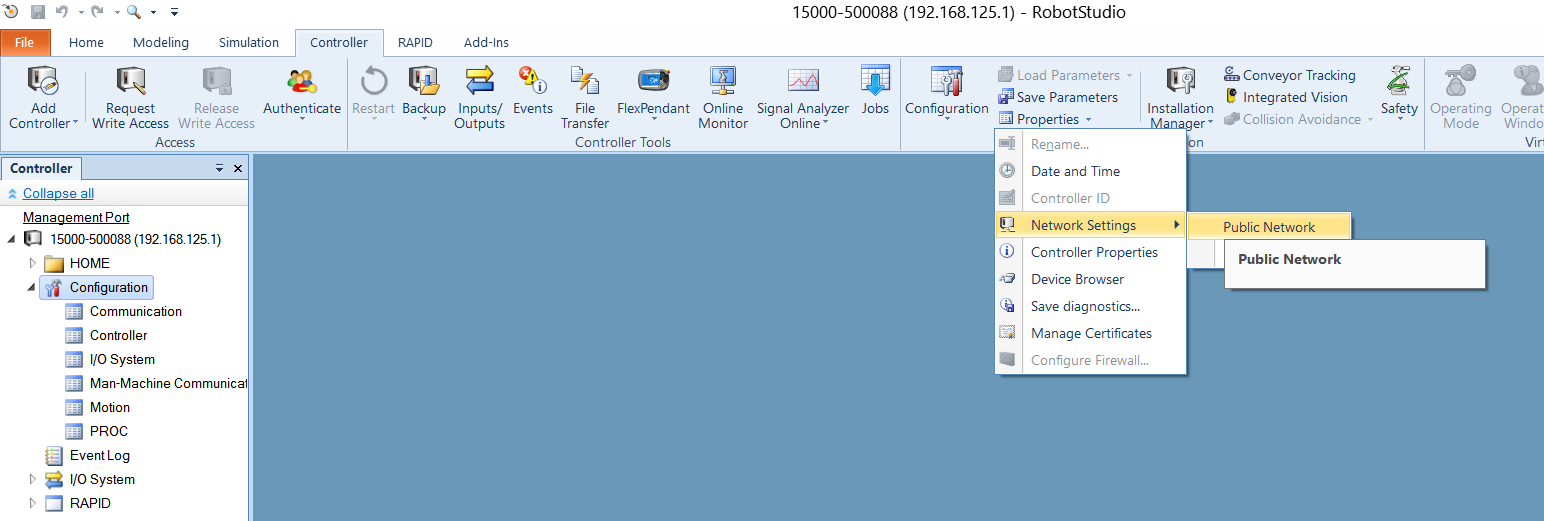 15000-500088 (192.168.125.1) - RobotStudio
File Home Modeling Simulation Controller RAPID Add-Ins
Add Controller
Request Write Access
Release Write Access
Authenticate
Access
Restart
Backup
Inputs/ Outputs
Events
File Transfer
FlexPendant
Online Monitor
Signal Analyzer Online
Jobs
Controller Tools
Configuration
Load Parameters
Save Parameters
Properties
Installation Manager
Conveyor Tracking
Integrated Vision
Collision Avoidance
Safety
on
Operating Mode
Operat Windo
Virt
Rename...
Date and Time
Controller ID
Network Settings
Controller Properties
Device Browser
Save diagnostics...
Manage Certificates
Configure Firewall...
Public Network
Public Network
Controller
Collapse all
Management Port
15000-500088 (192.168.125.1)
HOME
Configuration
Communication
Controller
I/O System
Man-Machine Communicat
Motion
PROC
Event Log
I/O System
RAPID